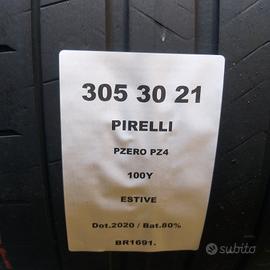 305 30 21
PIRELLI
PZERO PZ4
100Y
ESTIVE
Dot.2020 / Bat.80%
BR1691.
subito